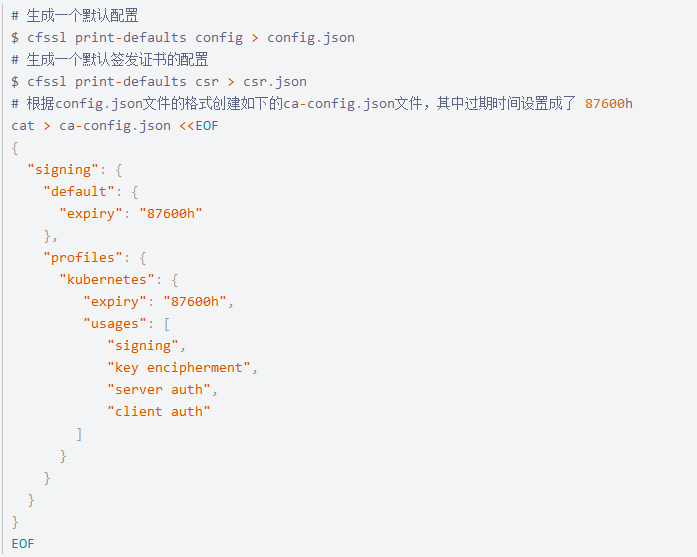 # 生成一个默认配置
$ cfssl print-defaults config > config.json
# 生成一个默认签发证书的配置
$ cfssl print-defaults csr > csr.json
# 根据config.json文件的格式创建如下的ca-config.json文件，其中过期时间设置成了 87600h
cat > ca-config.json <<EOF
{
  "signing": {
    "default": {
      "expiry": "87600h"
    },
    "profiles": {
      "kubernetes": {
         "expiry": "87600h",
         "usages": [
            "signing",
            "key encipherment",
            "server auth",
            "client auth"
        ]
      }
    }
  }
}
EOF